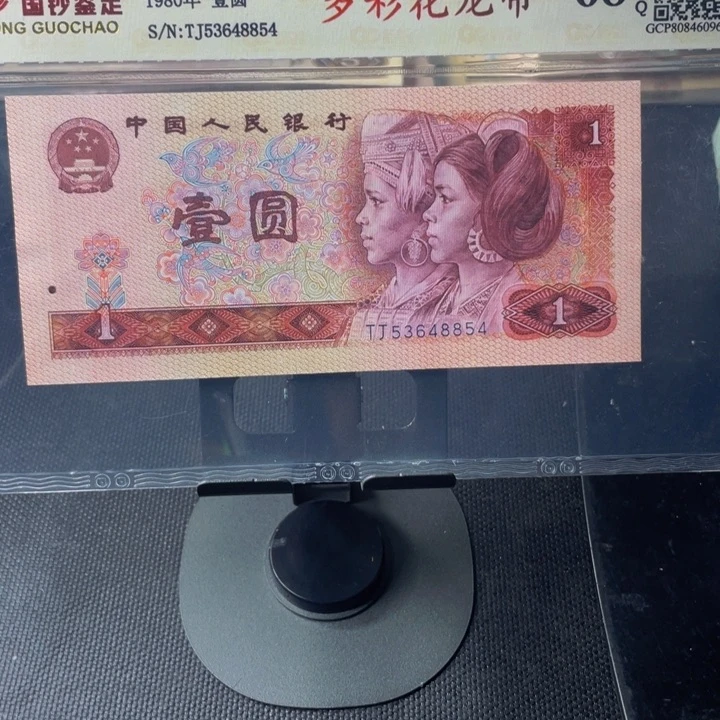 国钞鉴定
1980年 壹圆
多彩花龙币
Q
ONG GUOCHAO
S/N:TJ53648854
GCP80846096
中国人民银行
1
壹圆
1
1
TJ53648854